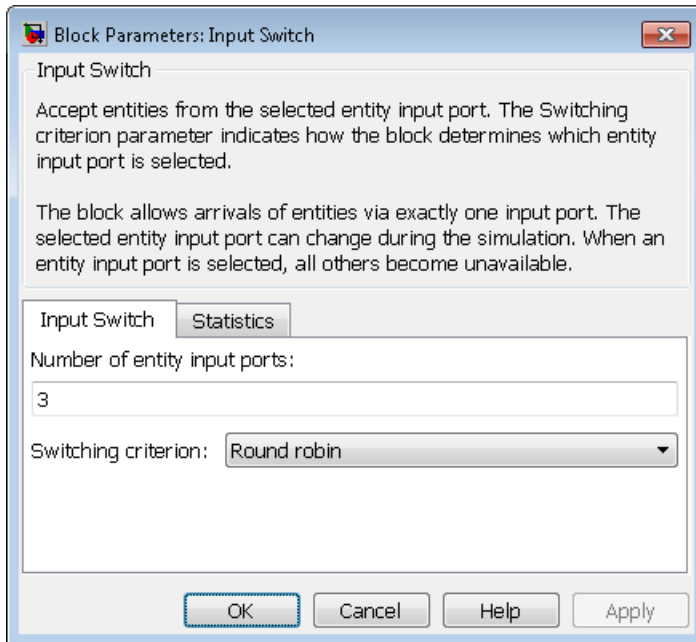 Block Parameters: Input Switch
Input Switch
Accept entities from the selected entity input port. The Switching
criterion parameter indicates how the block determines which entity
input port is selected.
The block allows arrivals of entities via exactly one input port. The
selected entity input port can change during the simulation. When an
entity input port is selected, all others become unavailable.
Input Switch Statistics
Number of entity input ports:
3
Switching criterion: Round robin
OK Cancel Help Apply